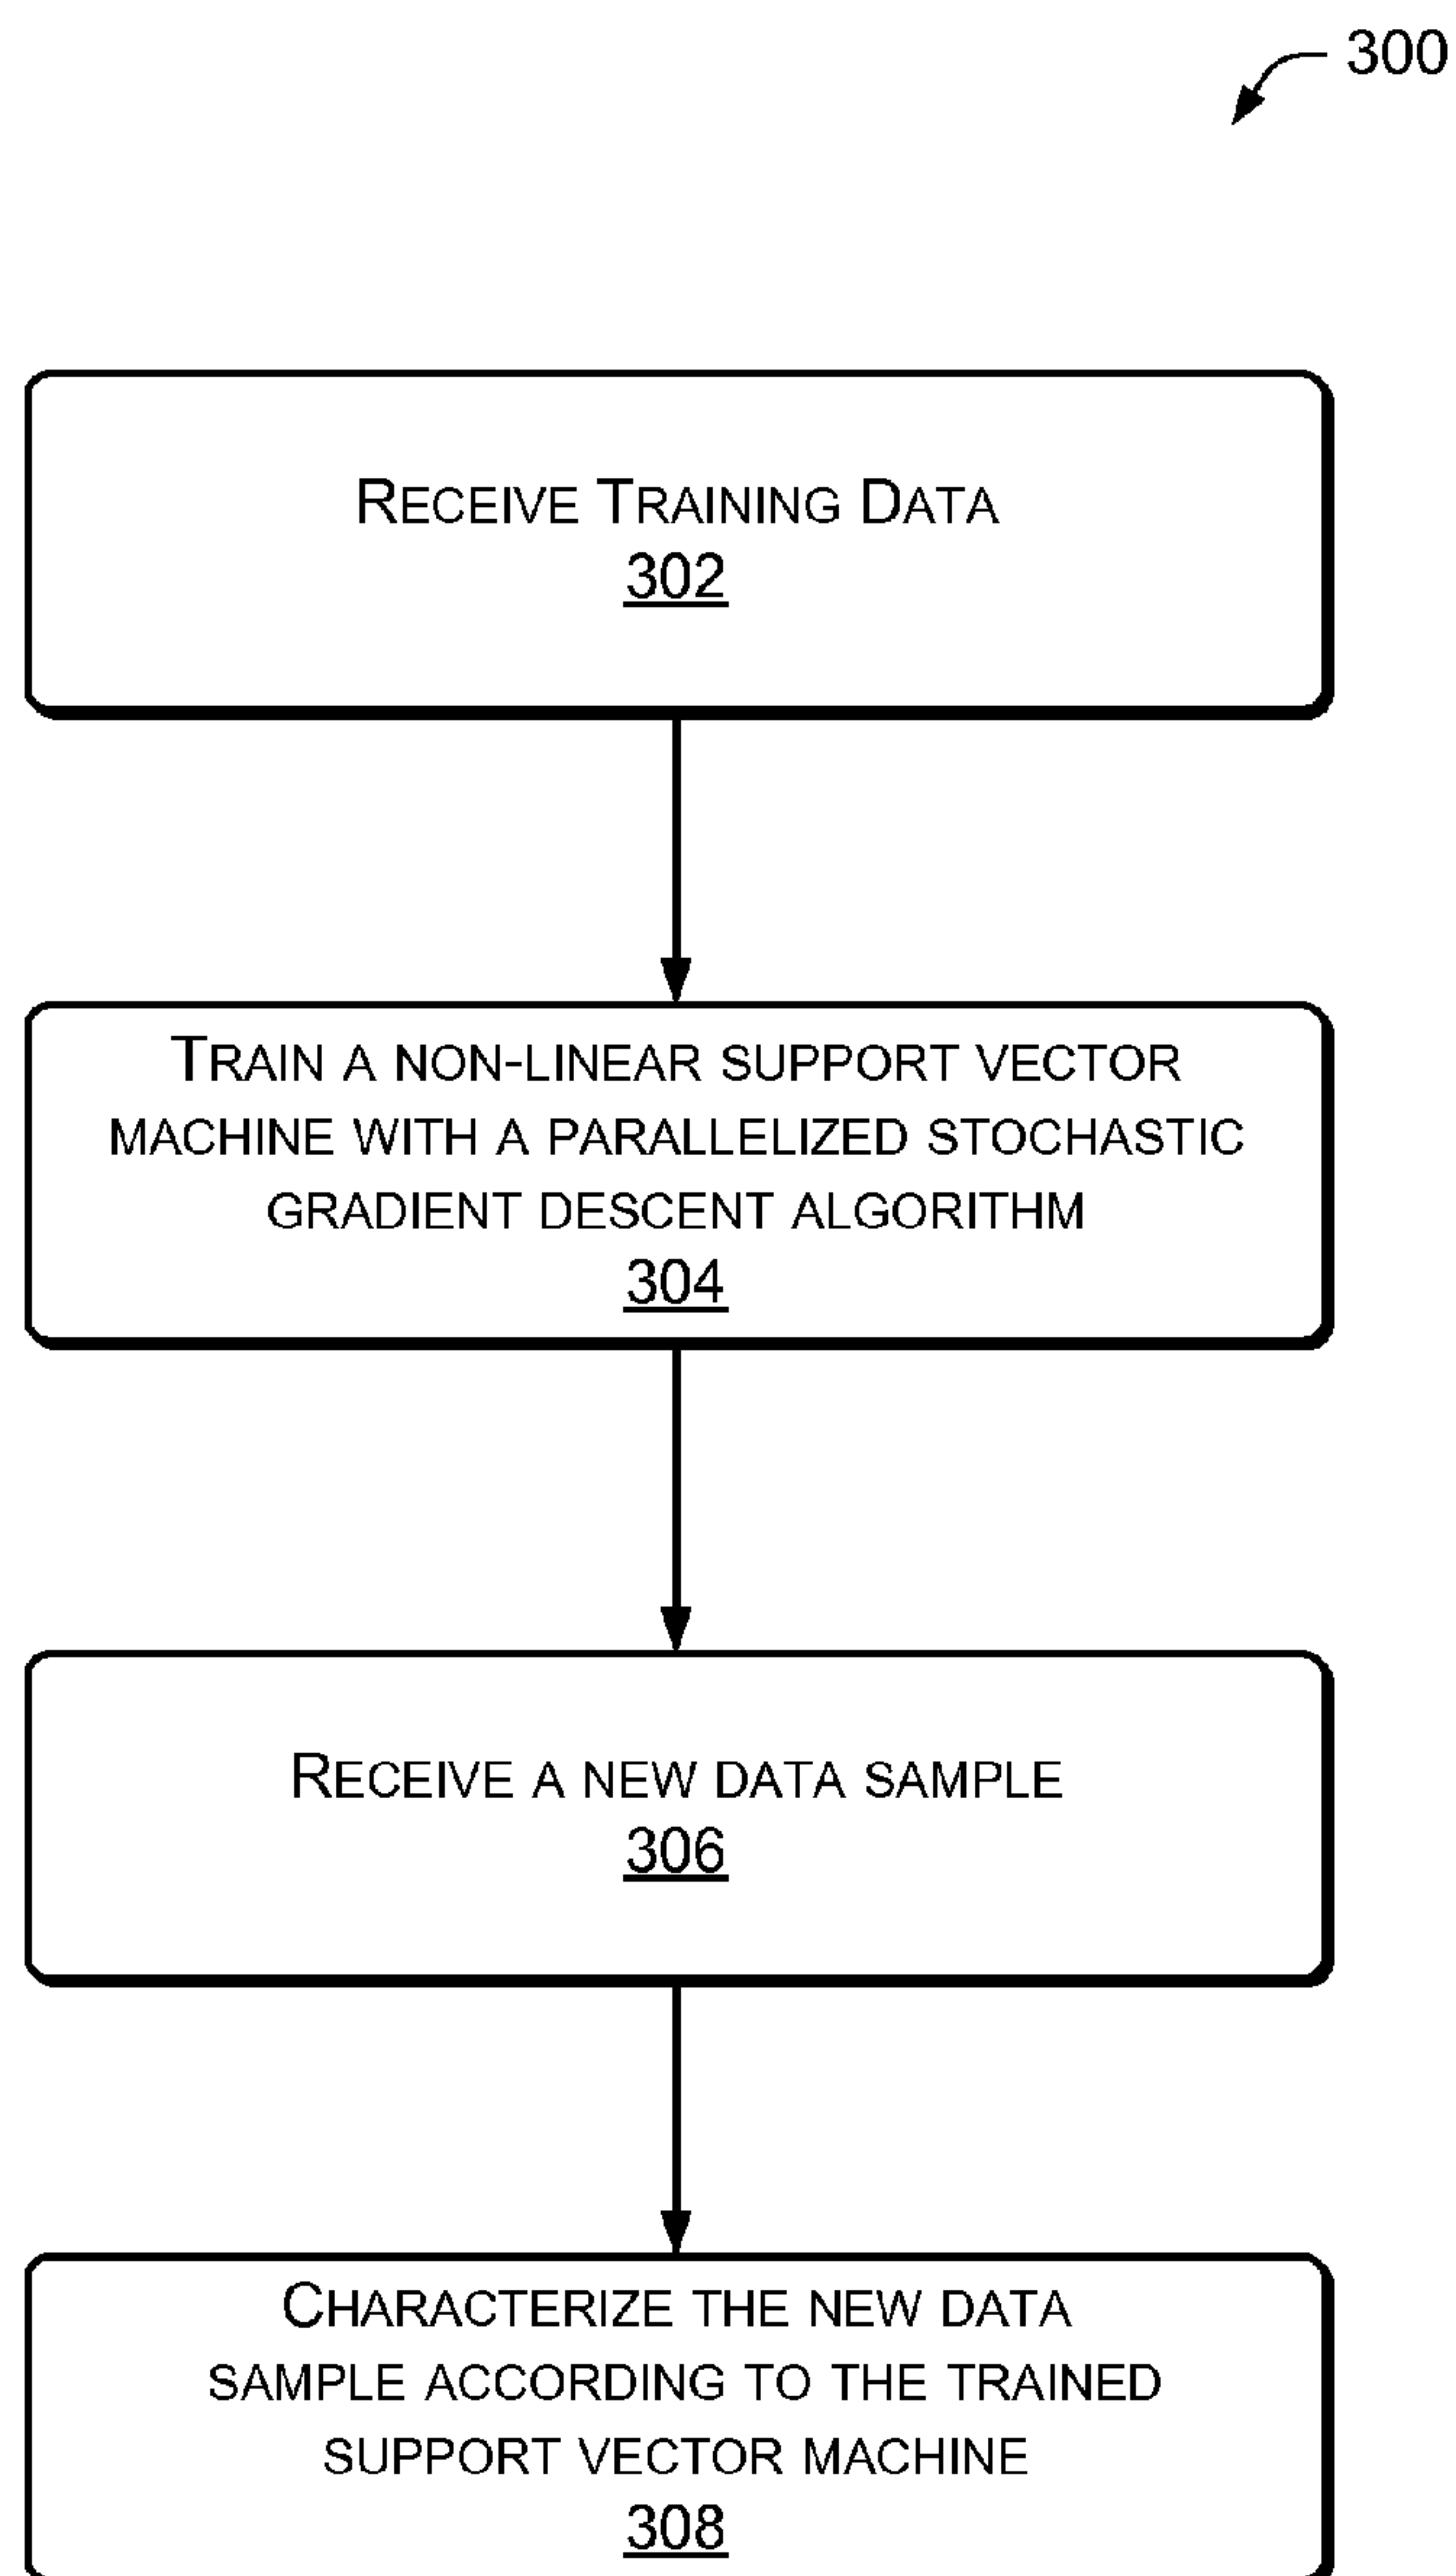 300
RECEIVE TRAINING DATA
302
TRAIN A NON-LINEAR SUPPORT VECTOR
MACHINE WITH A PARALLELIZED STOCHASTIC
GRADIENT DESCENT ALGORITHM
304
RECEIVE A NEW DATA SAMPLE
306
CHARACTERIZE THE NEW DATA
SAMPLE ACCORDING TO THE TRAINED
SUPPORT VECTOR MACHINE
308